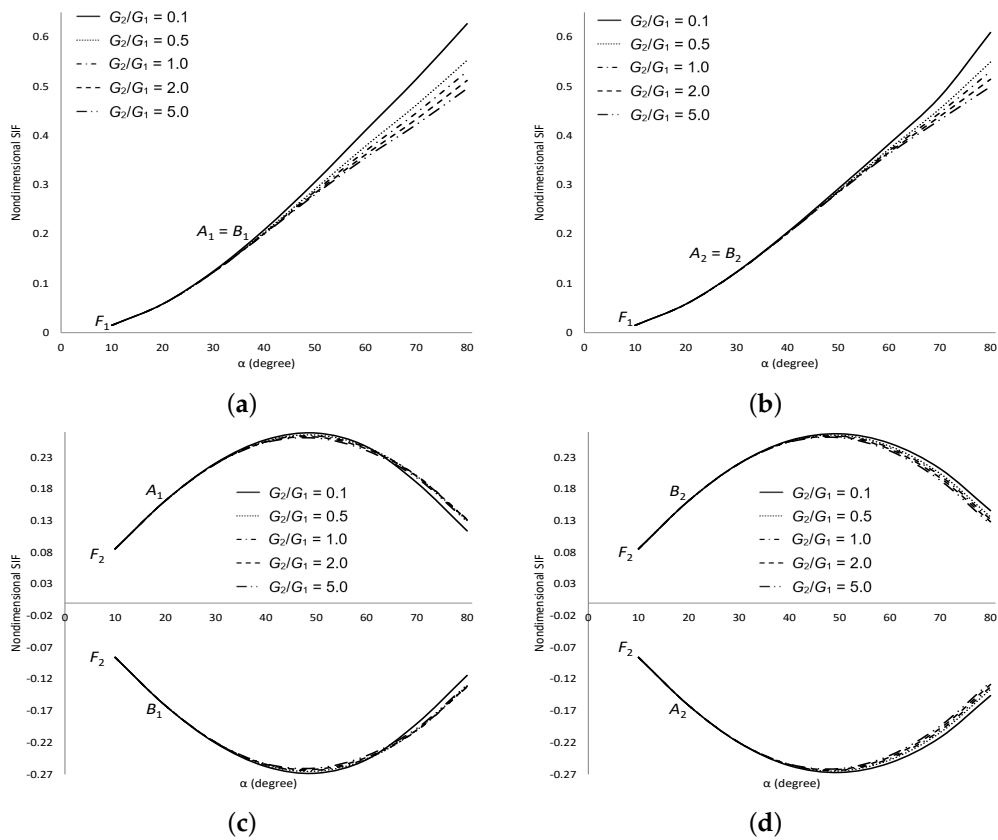 G₂/G₁ = 0.1
G₂/G₁ = 0.5
G₂/G₁ = 1.0
G₂/G₁ = 2.0
G₂/G₁ = 5.0
Nondimensional SIF
0.6
0.5
0.4
0.3
0.2
0.1
0
A₁ = B₁
F₁
0 10 20 30 40 50 60 70 80
α (degree)
(a)
G₂/G₁ = 0.1
G₂/G₁ = 0.5
G₂/G₁ = 1.0
G₂/G₁ = 2.0
G₂/G₁ = 5.0
Nondimensional SIF
0.6
0.5
0.4
0.3
0.2
0.1
0
A₂ = B₂
F₁
0 10 20 30 40 50 60 70 80
α (degree)
(b)
Nondimensional SIF
0.23
0.18
0.13
0.08
0.03
-0.02
-0.07
-0.12
-0.17
-0.22
-0.27
A₁
F₂
G₂/G₁ = 0.1
G₂/G₁ = 0.5
G₂/G₁ = 1.0
G₂/G₁ = 2.0
G₂/G₁ = 5.0
0 10 20 30 40 50 60 70 80
F₂
B₁
α (degree)
(c)
Nondimensional SIF
0.23
0.18
0.13
0.08
0.03
-0.02
-0.07
-0.12
-0.17
-0.22
-0.27
B₂
F₂
G₂/G₁ = 0.1
G₂/G₁ = 0.5
G₂/G₁ = 1.0
G₂/G₁ = 2.0
G₂/G₁ = 5.0
0 10 20 30 40 50 60 70 80
F₂
A₂
α (degree)
(d)